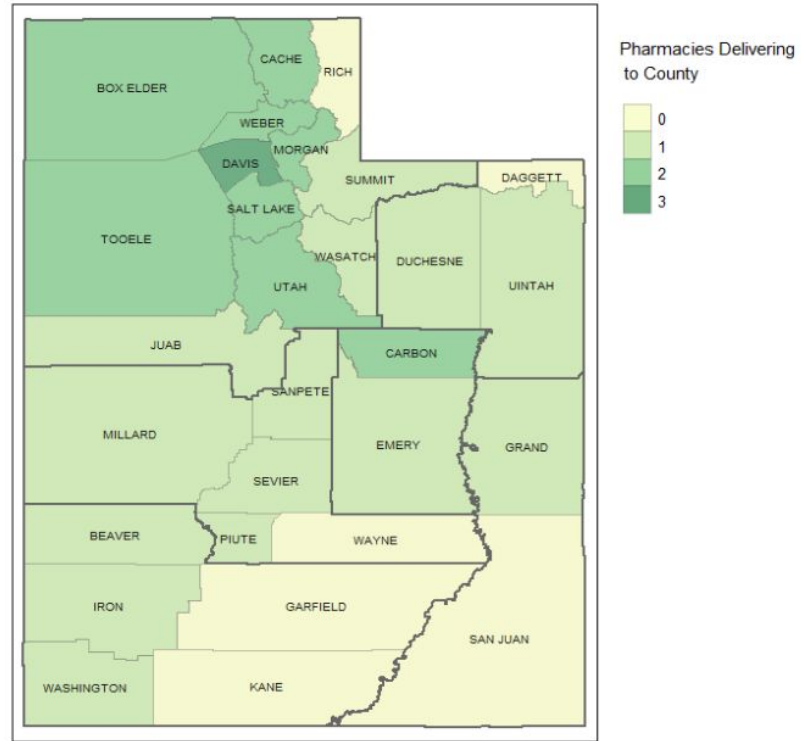 Pharmacies Delivering
to County
0
1
2
3
CACHE
RICH
BOX ELDER
WEBER
MORGAN
DAVIS
SUMMIT
DAGGETT
SALT LAKE
TOOELE
WASATCH
DUCHESNE
UINTAH
UTAH
JUAB
CARBON
SANPETE
MILLARD
EMERY
GRAND
SEVIER
BEAVER
PIUTE
WAYNE
IRON
GARFIELD
SAN JUAN
WASHINGTON
KANE